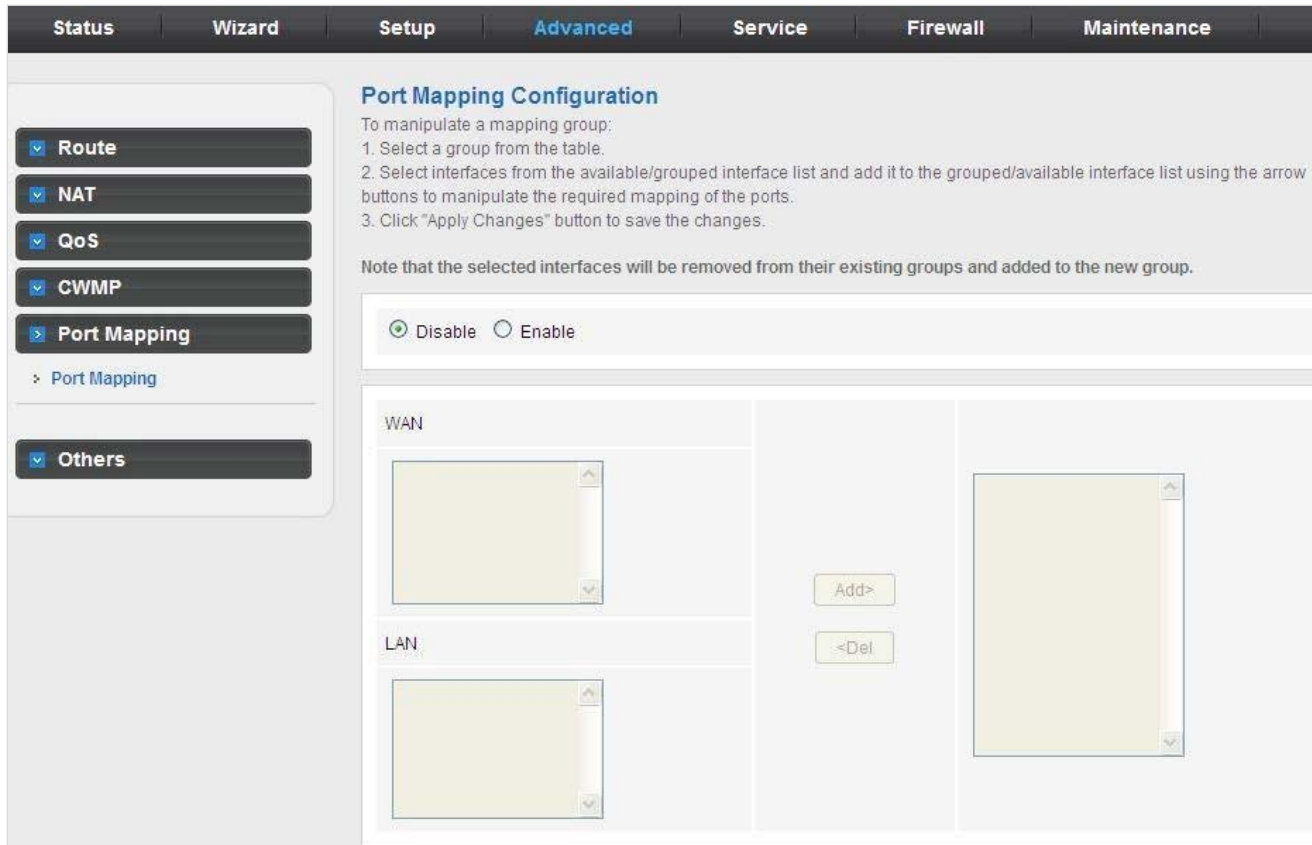 Status Wizard Setup Advanced Service Firewall Maintenance
Route
NAT
QoS
CWMP
Port Mapping
Port Mapping
Others
Port Mapping Configuration
To manipulate a mapping group:
1. Select a group from the table.
2. Select interfaces from the available/grouped interface list and add it to the grouped/available interface list using the arrow
buttons to manipulate the required mapping of the ports.
3. Click "Apply Changes" button to save the changes.
Note that the selected interfaces will be removed from their existing groups and added to the new group.
Disable Enable
WAN
Add>
<Del
LAN